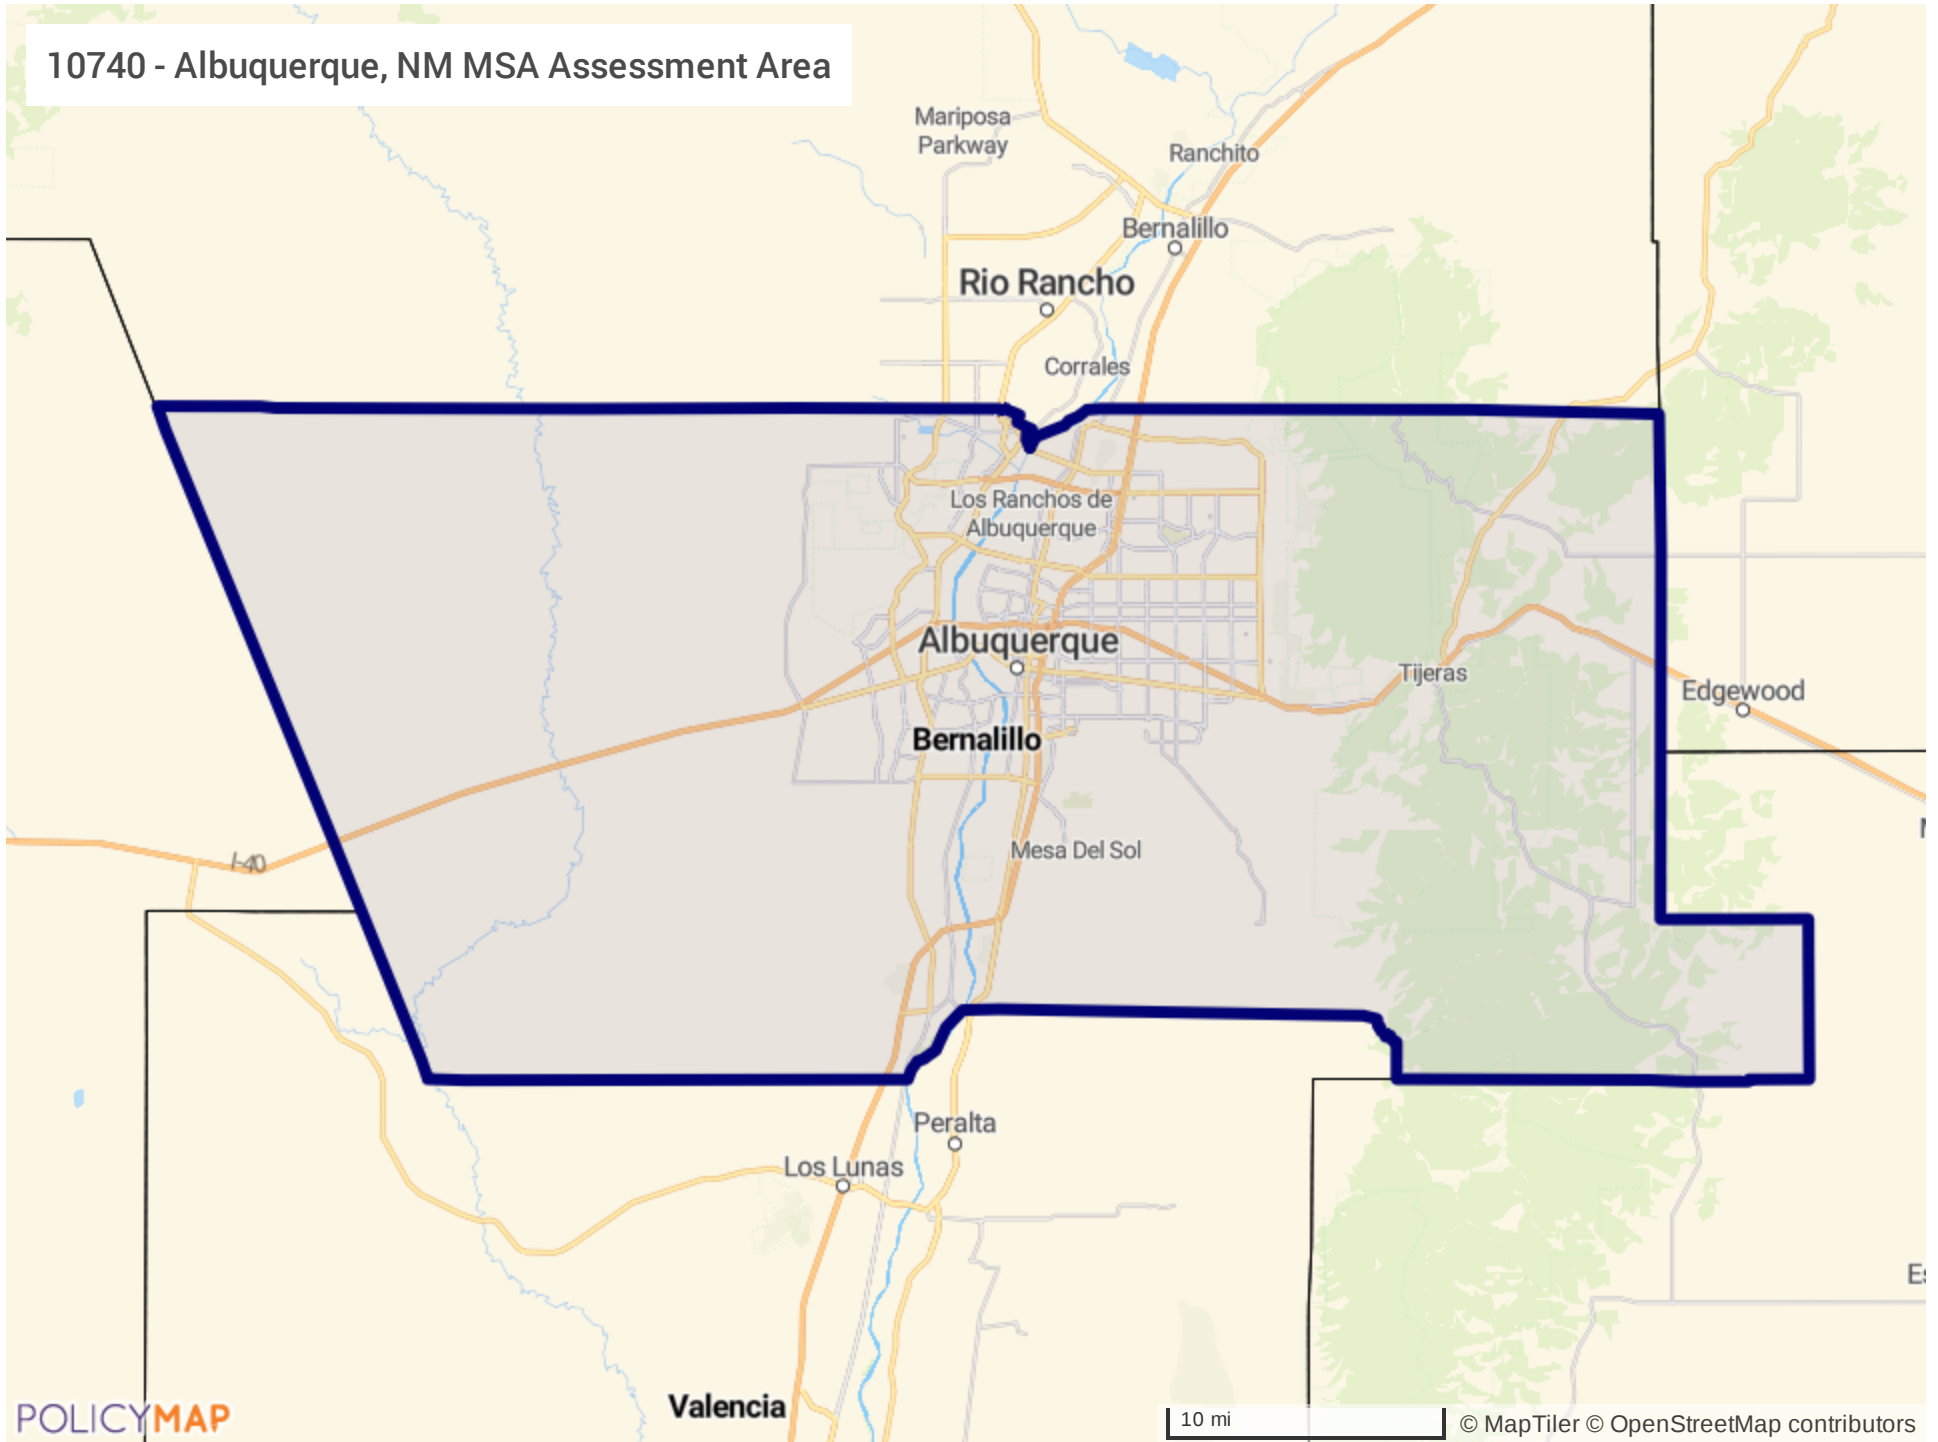 10740 - Albuquerque, NM MSA Assessment Area
Mariposa
Parkway
Ranchito
Bernalillo
Rio Rancho
Corrales
Los Ranchos de
Albuquerque
Albuquerque
Tijeras
Edgewood
Bernalillo
Mesa Del Sol
I-40
Peralta
Los Lunas
Valencia
POLICYMAP
10 mi
© MapTiler © OpenStreetMap contributors